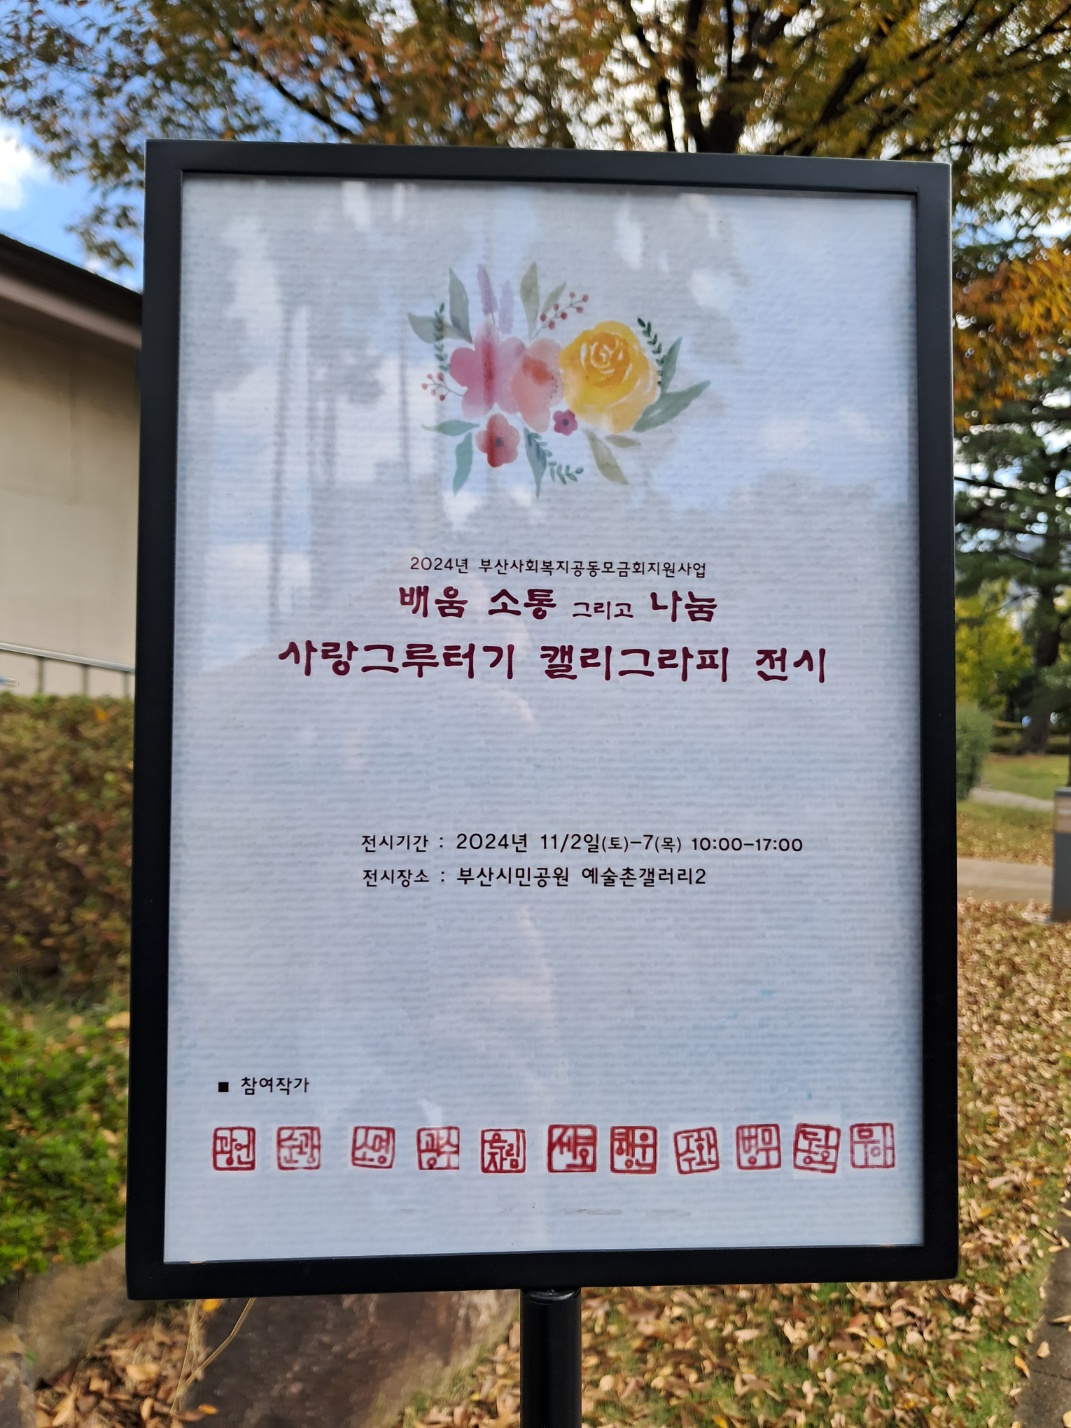 2024년 부산사회복지공동모금회지원사업
배움 소통 그리고 나눔
사랑그루터기 캘리그라피 전시
전시기간 : 2024년 11/2일(토)-7(목) 10:00-17:00
전시장소 : 부산시민공원 예술촌갤러리2
■ 참여작가